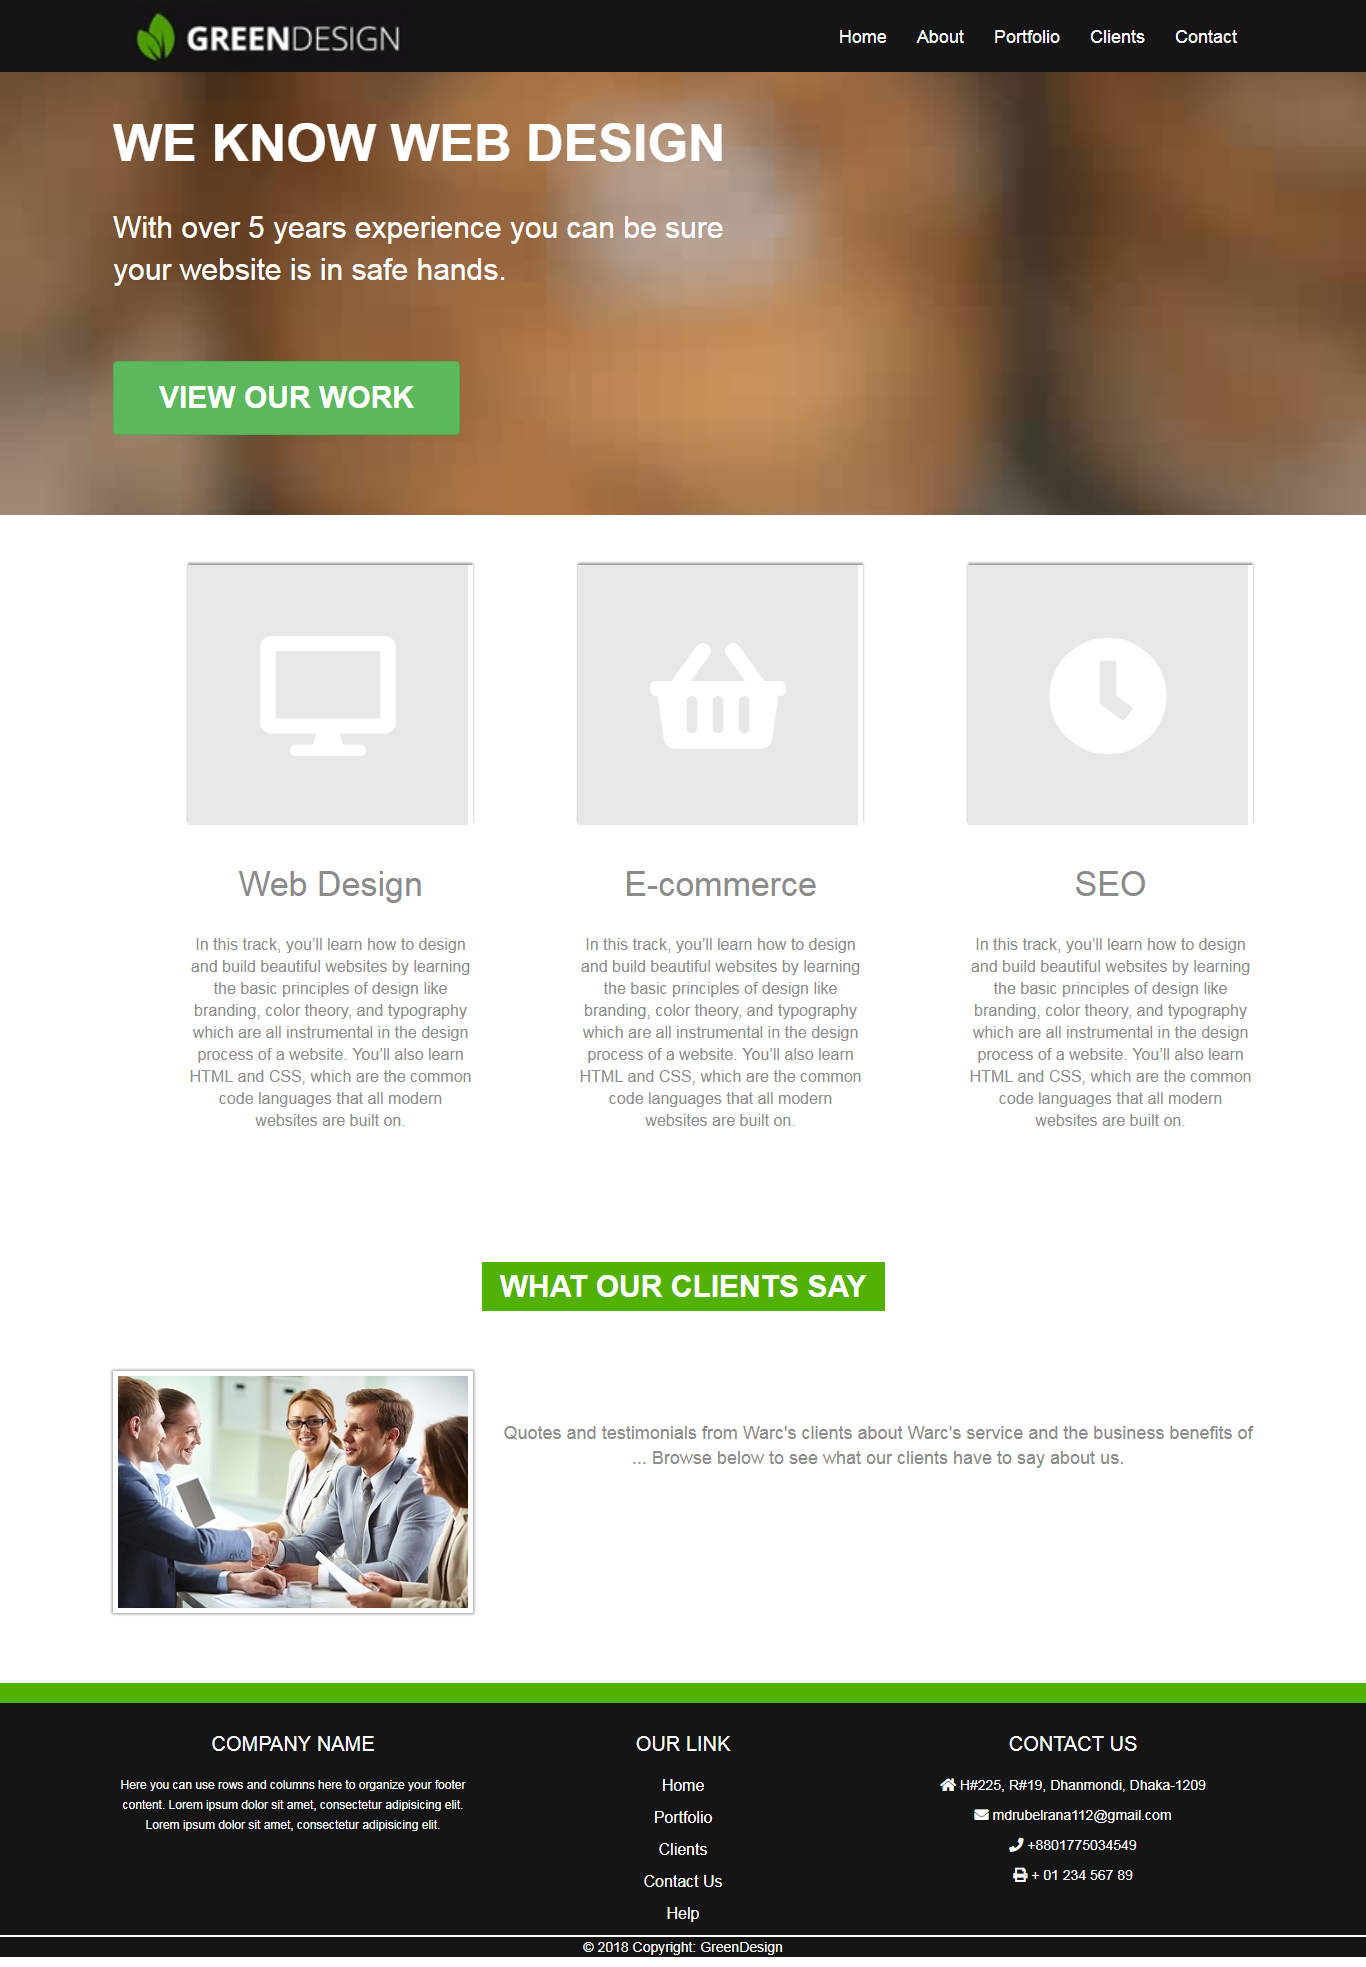 GREENDESIGN
Home About Portfolio Clients Contact
WE KNOW WEB DESIGN
With over 5 years experience you can be sure
your website is in safe hands.
VIEW OUR WORK
Web Design
In this track, you’ll learn how to design
and build beautiful websites by learning
the basic principles of design like
branding, color theory, and typography
which are all instrumental in the design
process of a website. You’ll also learn
HTML and CSS, which are the common
code languages that all modern
websites are built on.
E-commerce
In this track, you’ll learn how to design
and build beautiful websites by learning
the basic principles of design like
branding, color theory, and typography
which are all instrumental in the design
process of a website. You’ll also learn
HTML and CSS, which are the common
code languages that all modern
websites are built on.
SEO
In this track, you’ll learn how to design
and build beautiful websites by learning
the basic principles of design like
branding, color theory, and typography
which are all instrumental in the design
process of a website. You’ll also learn
HTML and CSS, which are the common
code languages that all modern
websites are built on.
WHAT OUR CLIENTS SAY
Quotes and testimonials from Warc's clients about Warc's service and the business benefits of
... Browse below to see what our clients have to say about us.
COMPANY NAME
Here you can use rows and columns here to organize your footer
content. Lorem ipsum dolor sit amet, consectetur adipisicing elit.
Lorem ipsum dolor sit amet, consectetur adipisicing elit.
OUR LINK
Home
Portfolio
Clients
Contact Us
Help
CONTACT US
H#225, R#19, Dhanmondi, Dhaka-1209
mdrubelrana112@gmail.com
+8801775034549
+ 01 234 567 89
© 2018 Copyright: GreenDesign